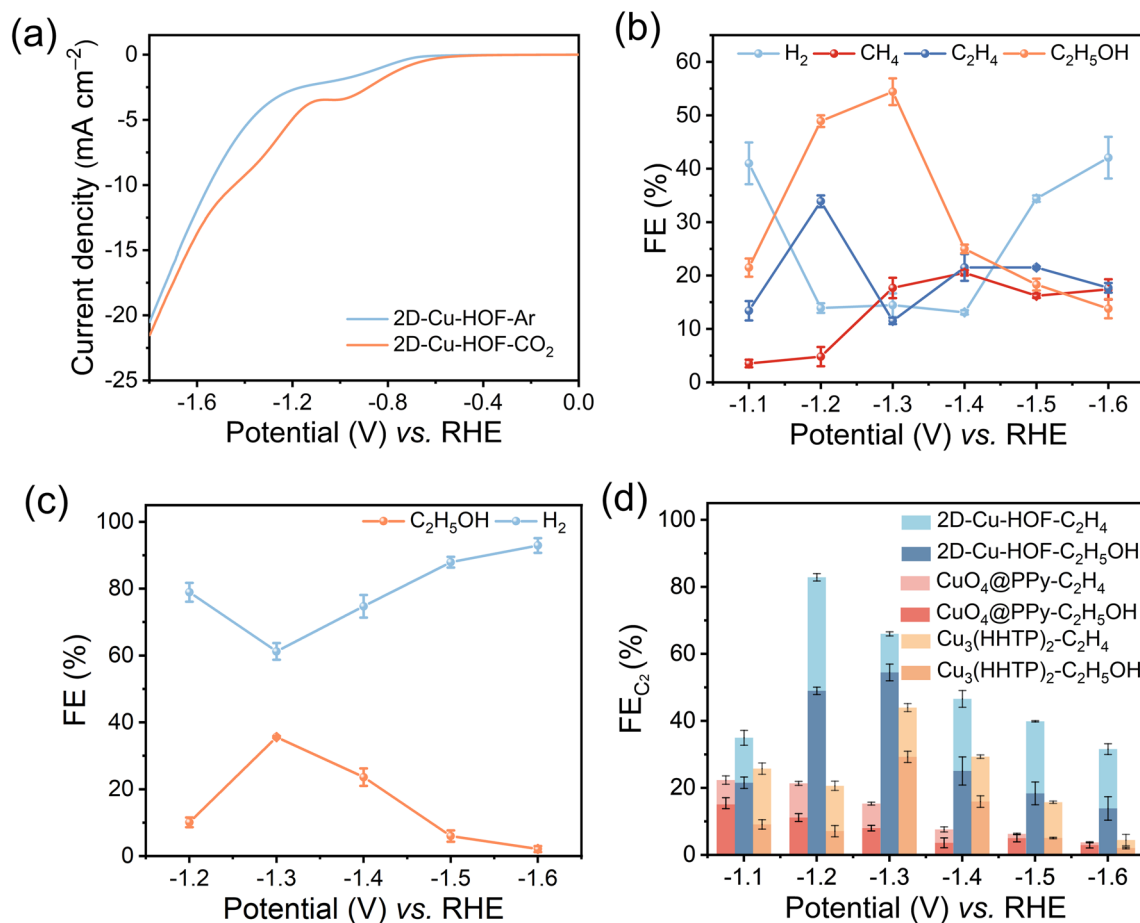 (a)
Current dencity (mA cm⁻²)
0
-5
-10
-15
-20
-25
2D-Cu-HOF-Ar
2D-Cu-HOF-CO₂
-1.6 -1.2 -0.8 -0.4 0.0
Potential (V) vs. RHE
(b)
H₂ CH₄ C₂H₄ C₂H₅OH
FE (%)
60
50
40
30
20
10
0
-1.1 -1.2 -1.3 -1.4 -1.5 -1.6
Potential (V) vs. RHE
(c)
C₂H₅OH H₂
FE (%)
100
80
60
40
20
0
-1.2 -1.3 -1.4 -1.5 -1.6
Potential (V) vs. RHE
(d)
2D-Cu-HOF-C₂H₄
2D-Cu-HOF-C₂H₅OH
CuO₄@PPy-C₂H₄
CuO₄@PPy-C₂H₅OH
Cu₃(HHTP)₂-C₂H₄
Cu₃(HHTP)₂-C₂H₅OH
FE_C₂ (%)
100
80
60
40
20
0
-1.1 -1.2 -1.3 -1.4 -1.5 -1.6
Potential (V) vs. RHE